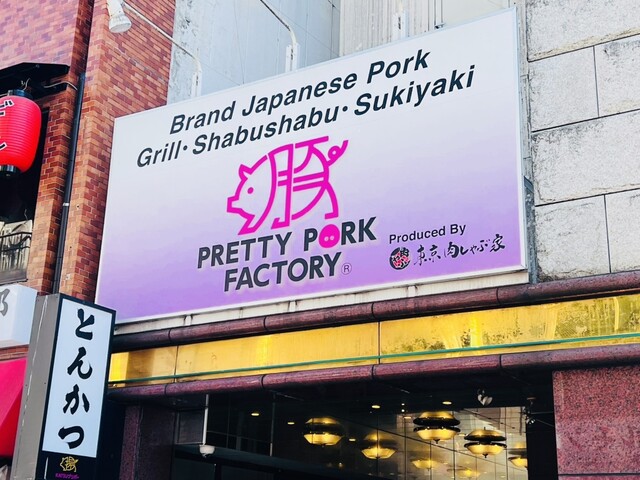 Brand Japanese Pork
Grill・Shabushabu・Sukiyaki
豚
PRETTY PORK
FACTORY®
Produced By
東京肉しゃぶ家
とんかつ